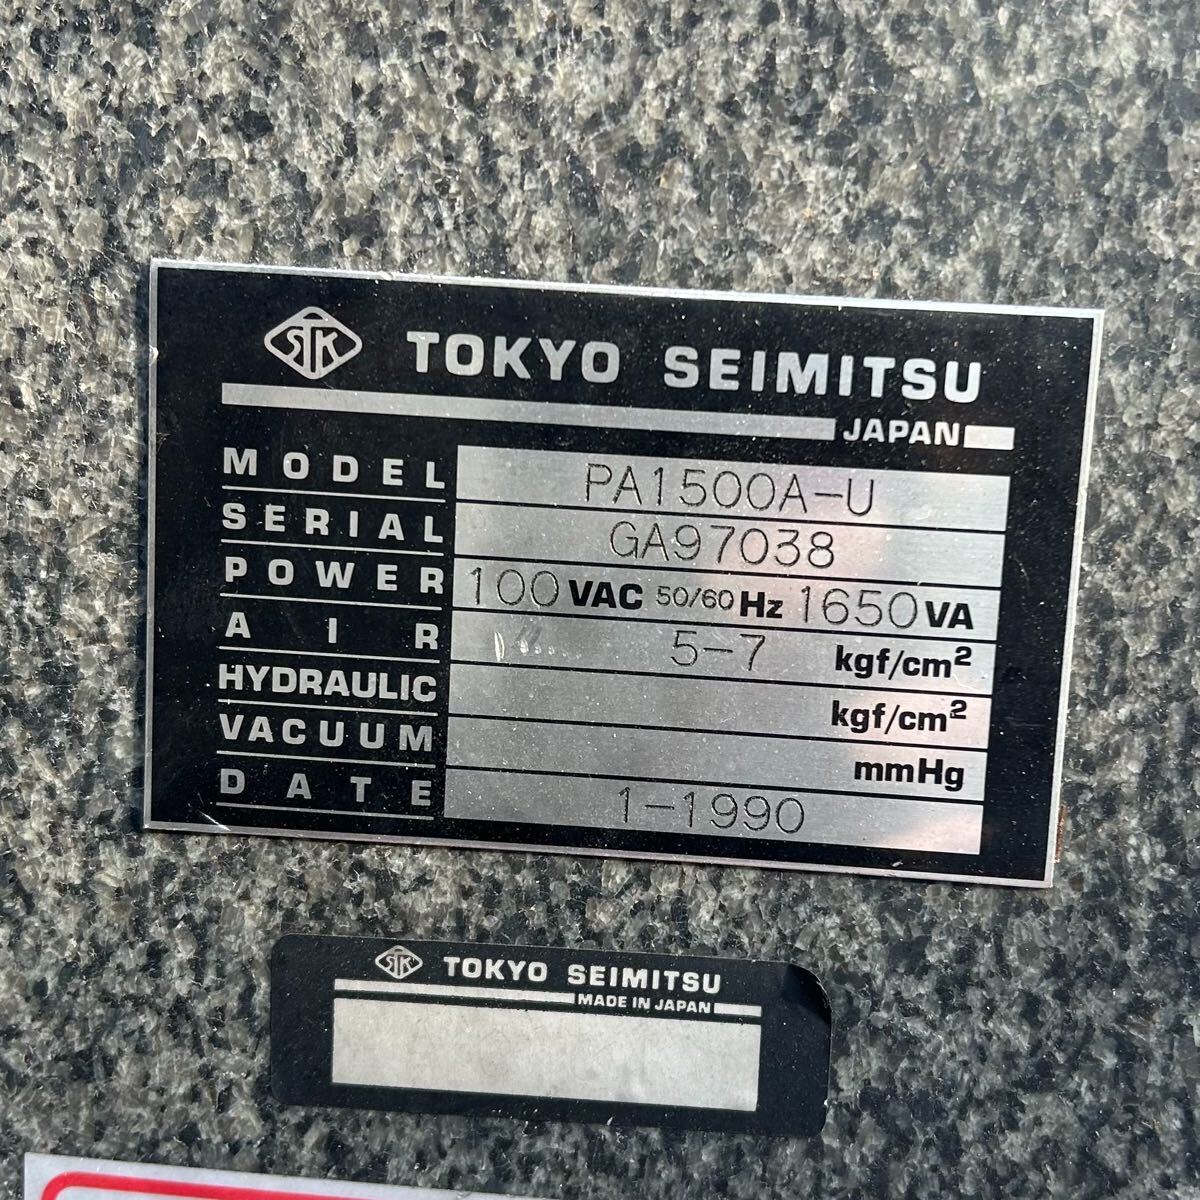 STK TOKYO SEIMITSU
JAPAN
MODEL PA1500A-U
SERIAL GA97038
POWER 100 VAC 50/60 Hz 1650 VA
AIR 5-7 kgf/cm²
HYDRAULIC kgf/cm²
VACUUM mmHg
DATE 1-1990
STK TOKYO SEIMITSU
MADE IN JAPAN